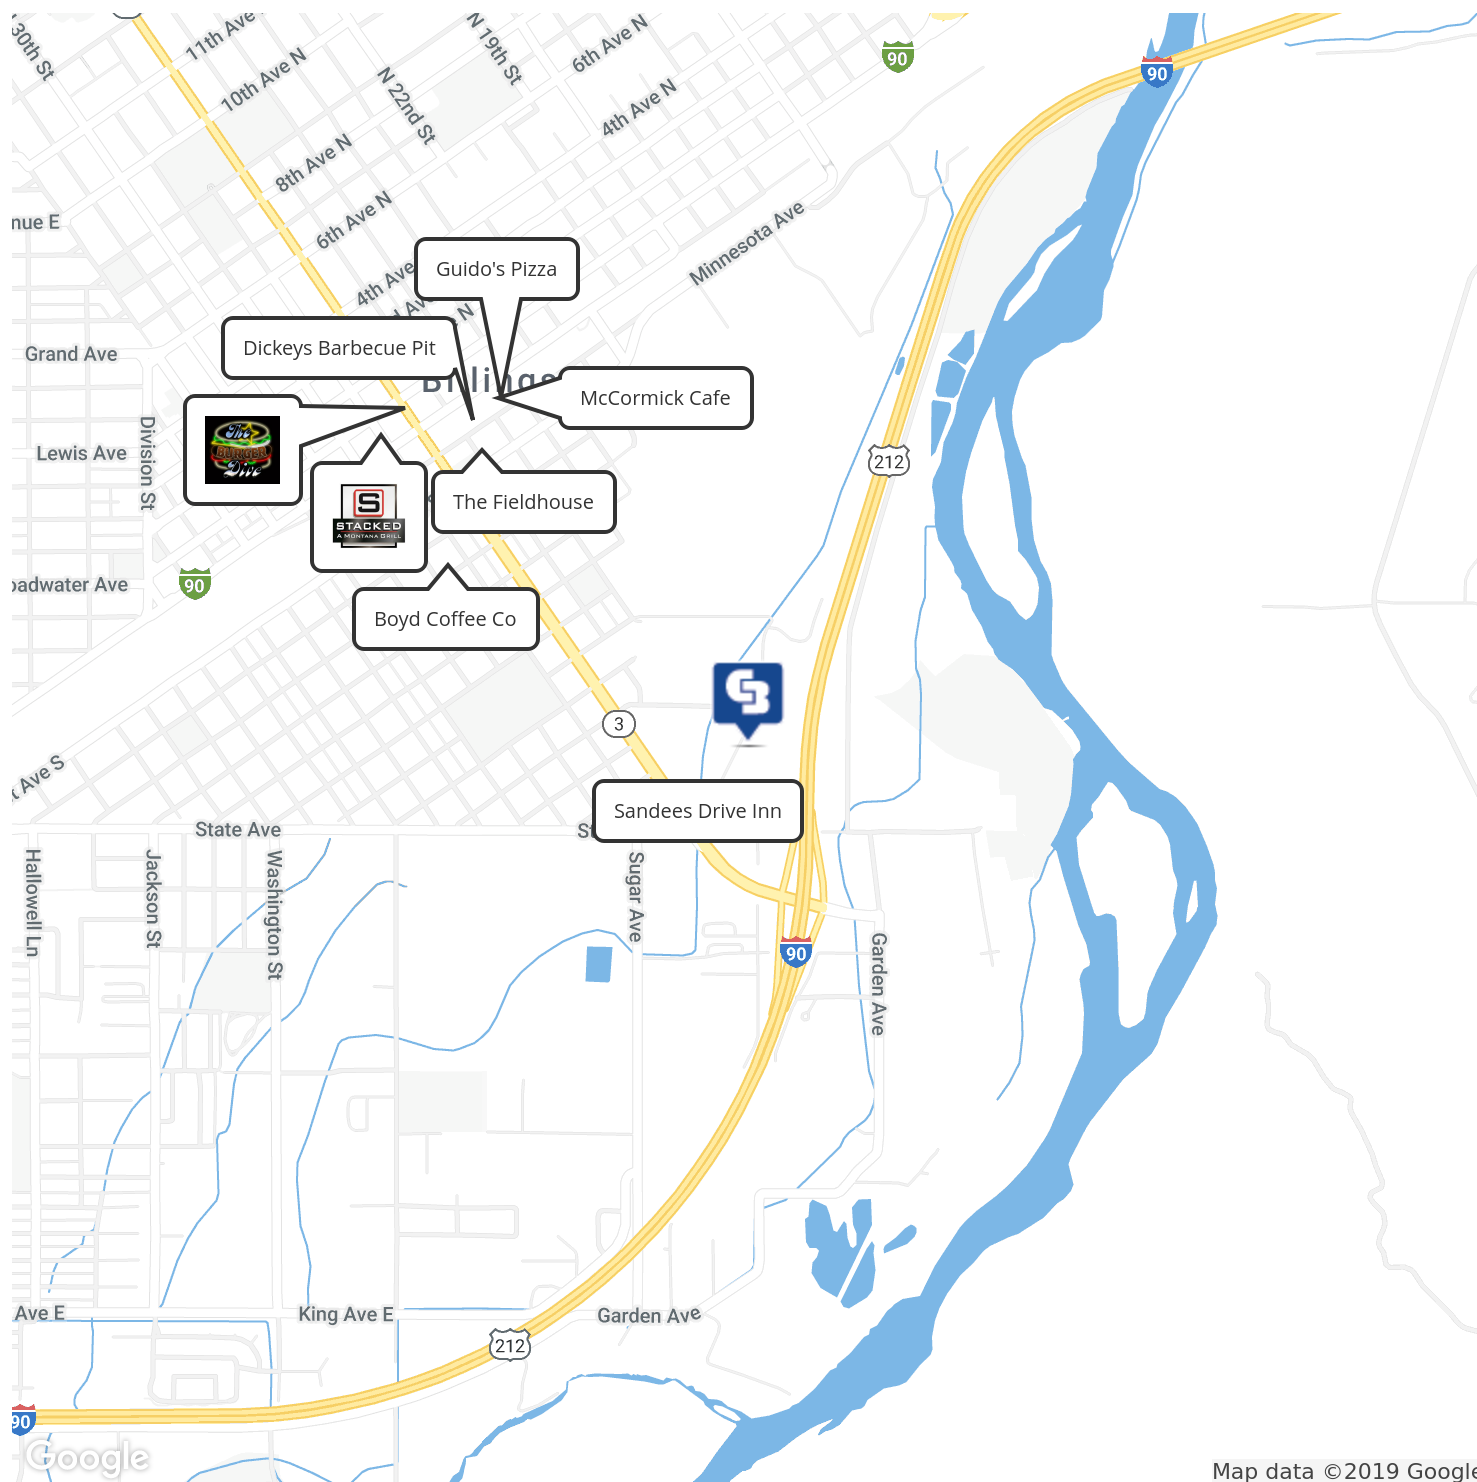 30th St
11th Ave
N 19th St
6th Ave N
90
90
10th Ave N
N 22nd St
4th Ave N
8th Ave N
6th Ave N
Minnesota Ave
4th Ave
Guido's Pizza
Dickeys Barbecue Pit
Grand Ave
McCormick Cafe
The
BURGER
Dive
Lewis Ave
Division St
212
S
STACKED
A MONTANA GRILL
The Fieldhouse
90
Boyd Coffee Co
CB
3
Ave S
Sandees Drive Inn
State Ave
Hallowell Ln
Jackson St
Washington St
Sugar Ave
90
Garden Ave
Ave E
King Ave E
Garden Ave
212
90
Google
Map data ©2019 Google